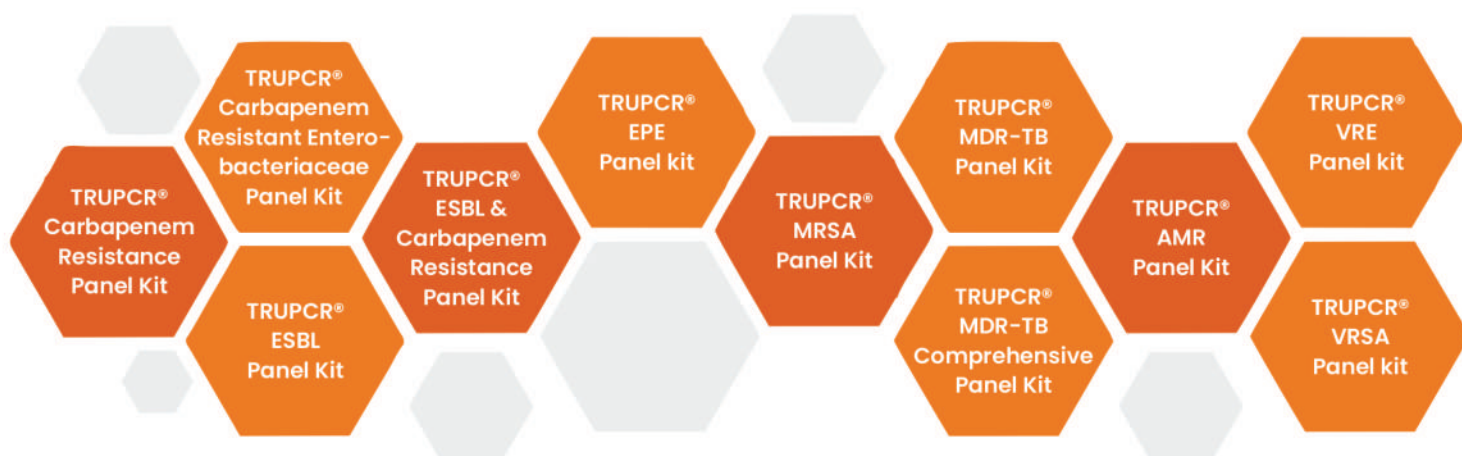 TRUPCR®
Carbapenem
Resistance
Panel Kit
TRUPCR®
Carbapenem
Resistant Entero-
bacteriaceae
Panel Kit
TRUPCR®
ESBL
Panel Kit
TRUPCR®
ESBL &
Carbapenem
Resistance
Panel Kit
TRUPCR®
EPE
Panel kit
TRUPCR®
MRSA
Panel Kit
TRUPCR®
MDR-TB
Panel Kit
TRUPCR®
MDR-TB
Comprehensive
Panel Kit
TRUPCR®
AMR
Panel Kit
TRUPCR®
VRE
Panel kit
TRUPCR®
VRSA
Panel kit